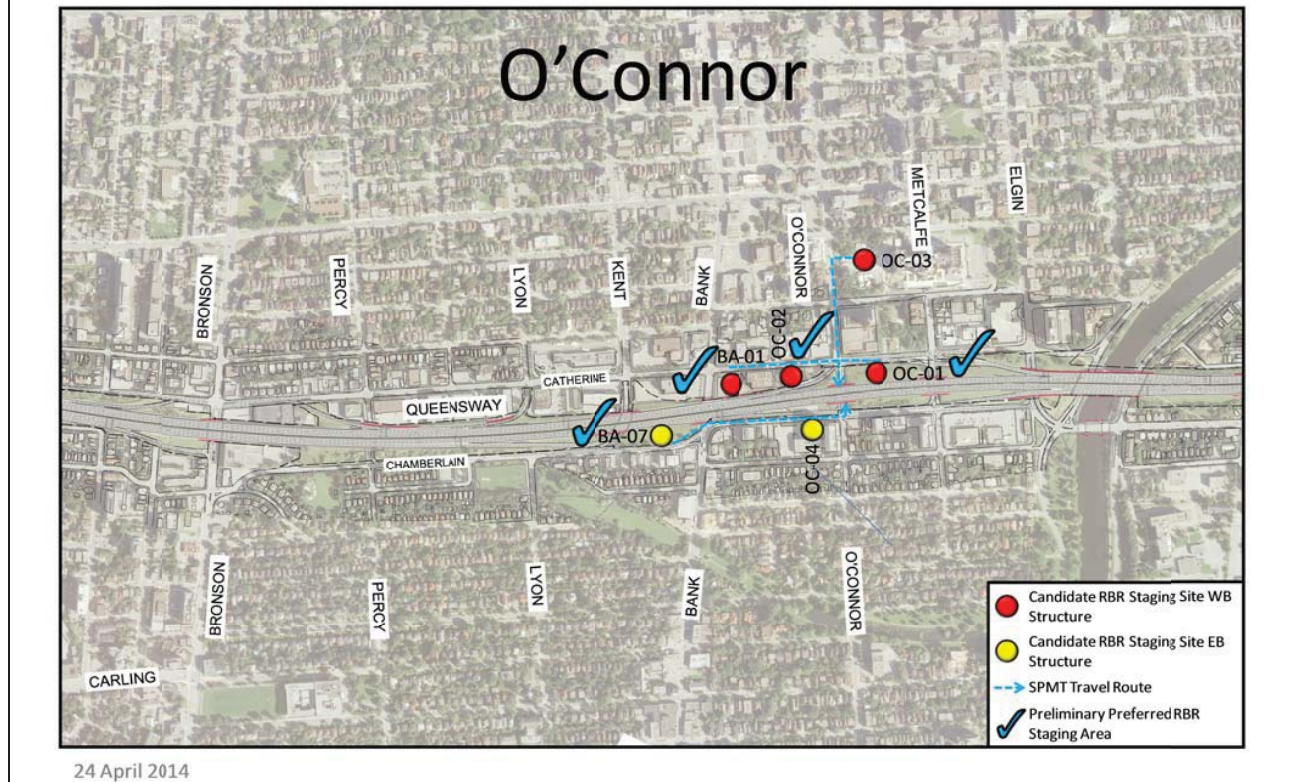 O'Connor
METCALFE
ELGIN
O'CONNOR
OC-03
BRONSON
PERCY
LYON
KENT
BANK
OC-02
BA-01
OC-01
CATHERINE
QUEENSWAY
BA-07
OC-04
CHAMBERLAIN
BRONSON
PERCY
LYON
BANK
O'CONNOR
CARLING
Candidate RBR Staging Site WB
Structure
Candidate RBR Staging Site EB
Structure
SPMT Travel Route
Preliminary Preferred RBR
Staging Area
24 April 2014